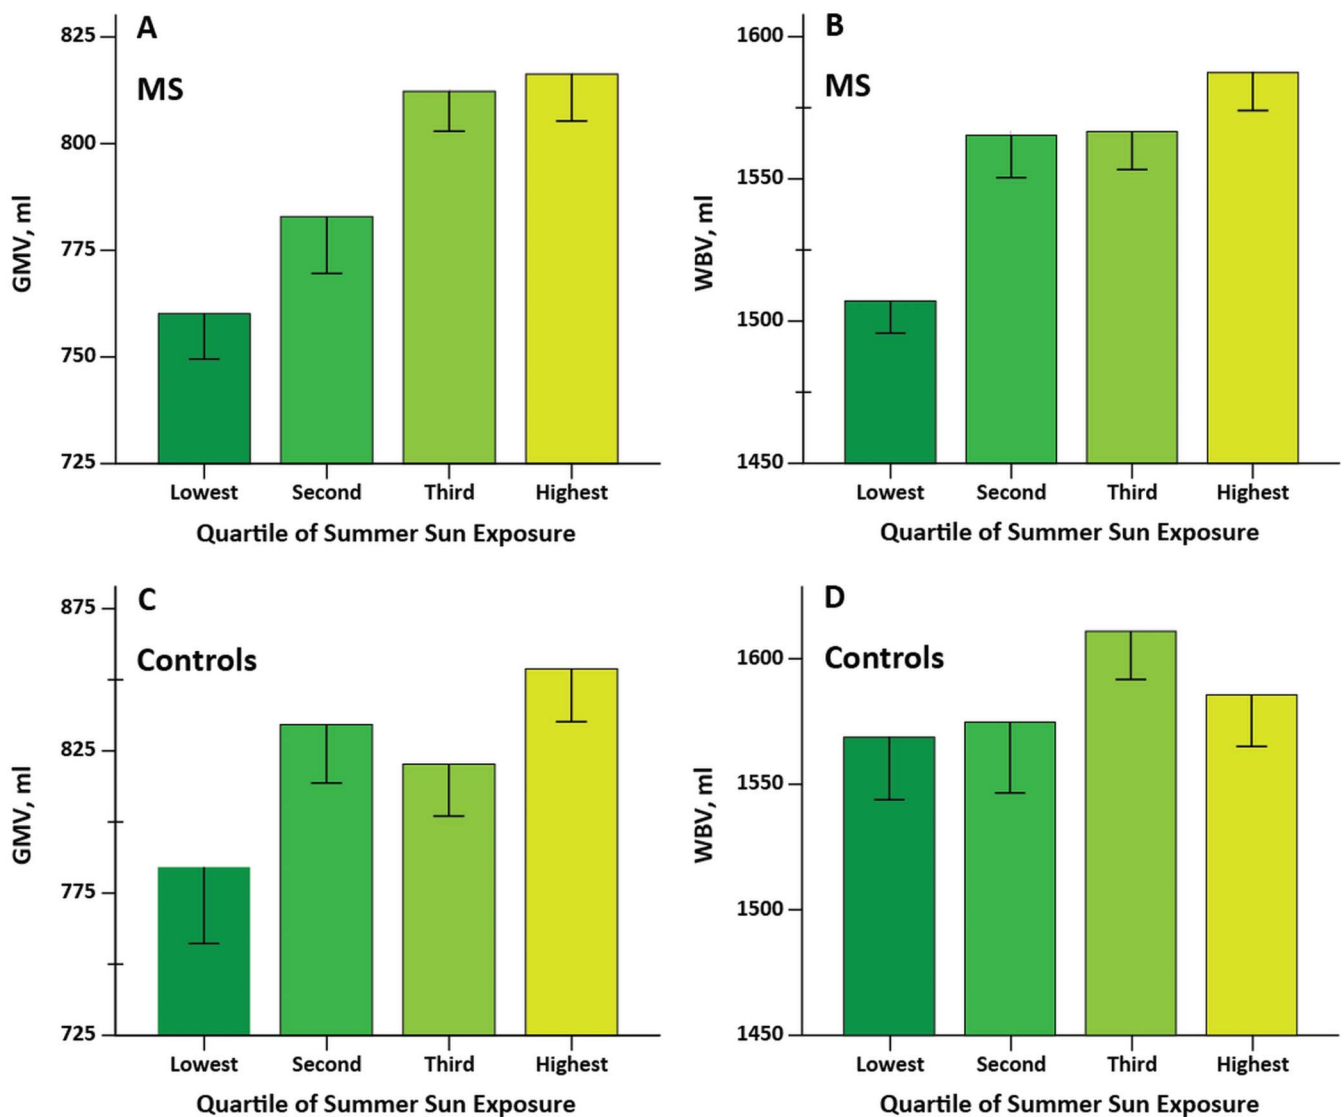 A
MS
GMV, ml
825
800
775
750
725
Lowest Second Third Highest
Quartile of Summer Sun Exposure
B
MS
WBV, ml
1600
1550
1500
1450
Lowest Second Third Highest
Quartile of Summer Sun Exposure
C
Controls
GMV, ml
875
825
775
725
Lowest Second Third Highest
Quartile of Summer Sun Exposure
D
Controls
WBV, ml
1600
1550
1500
1450
Lowest Second Third Highest
Quartile of Summer Sun Exposure